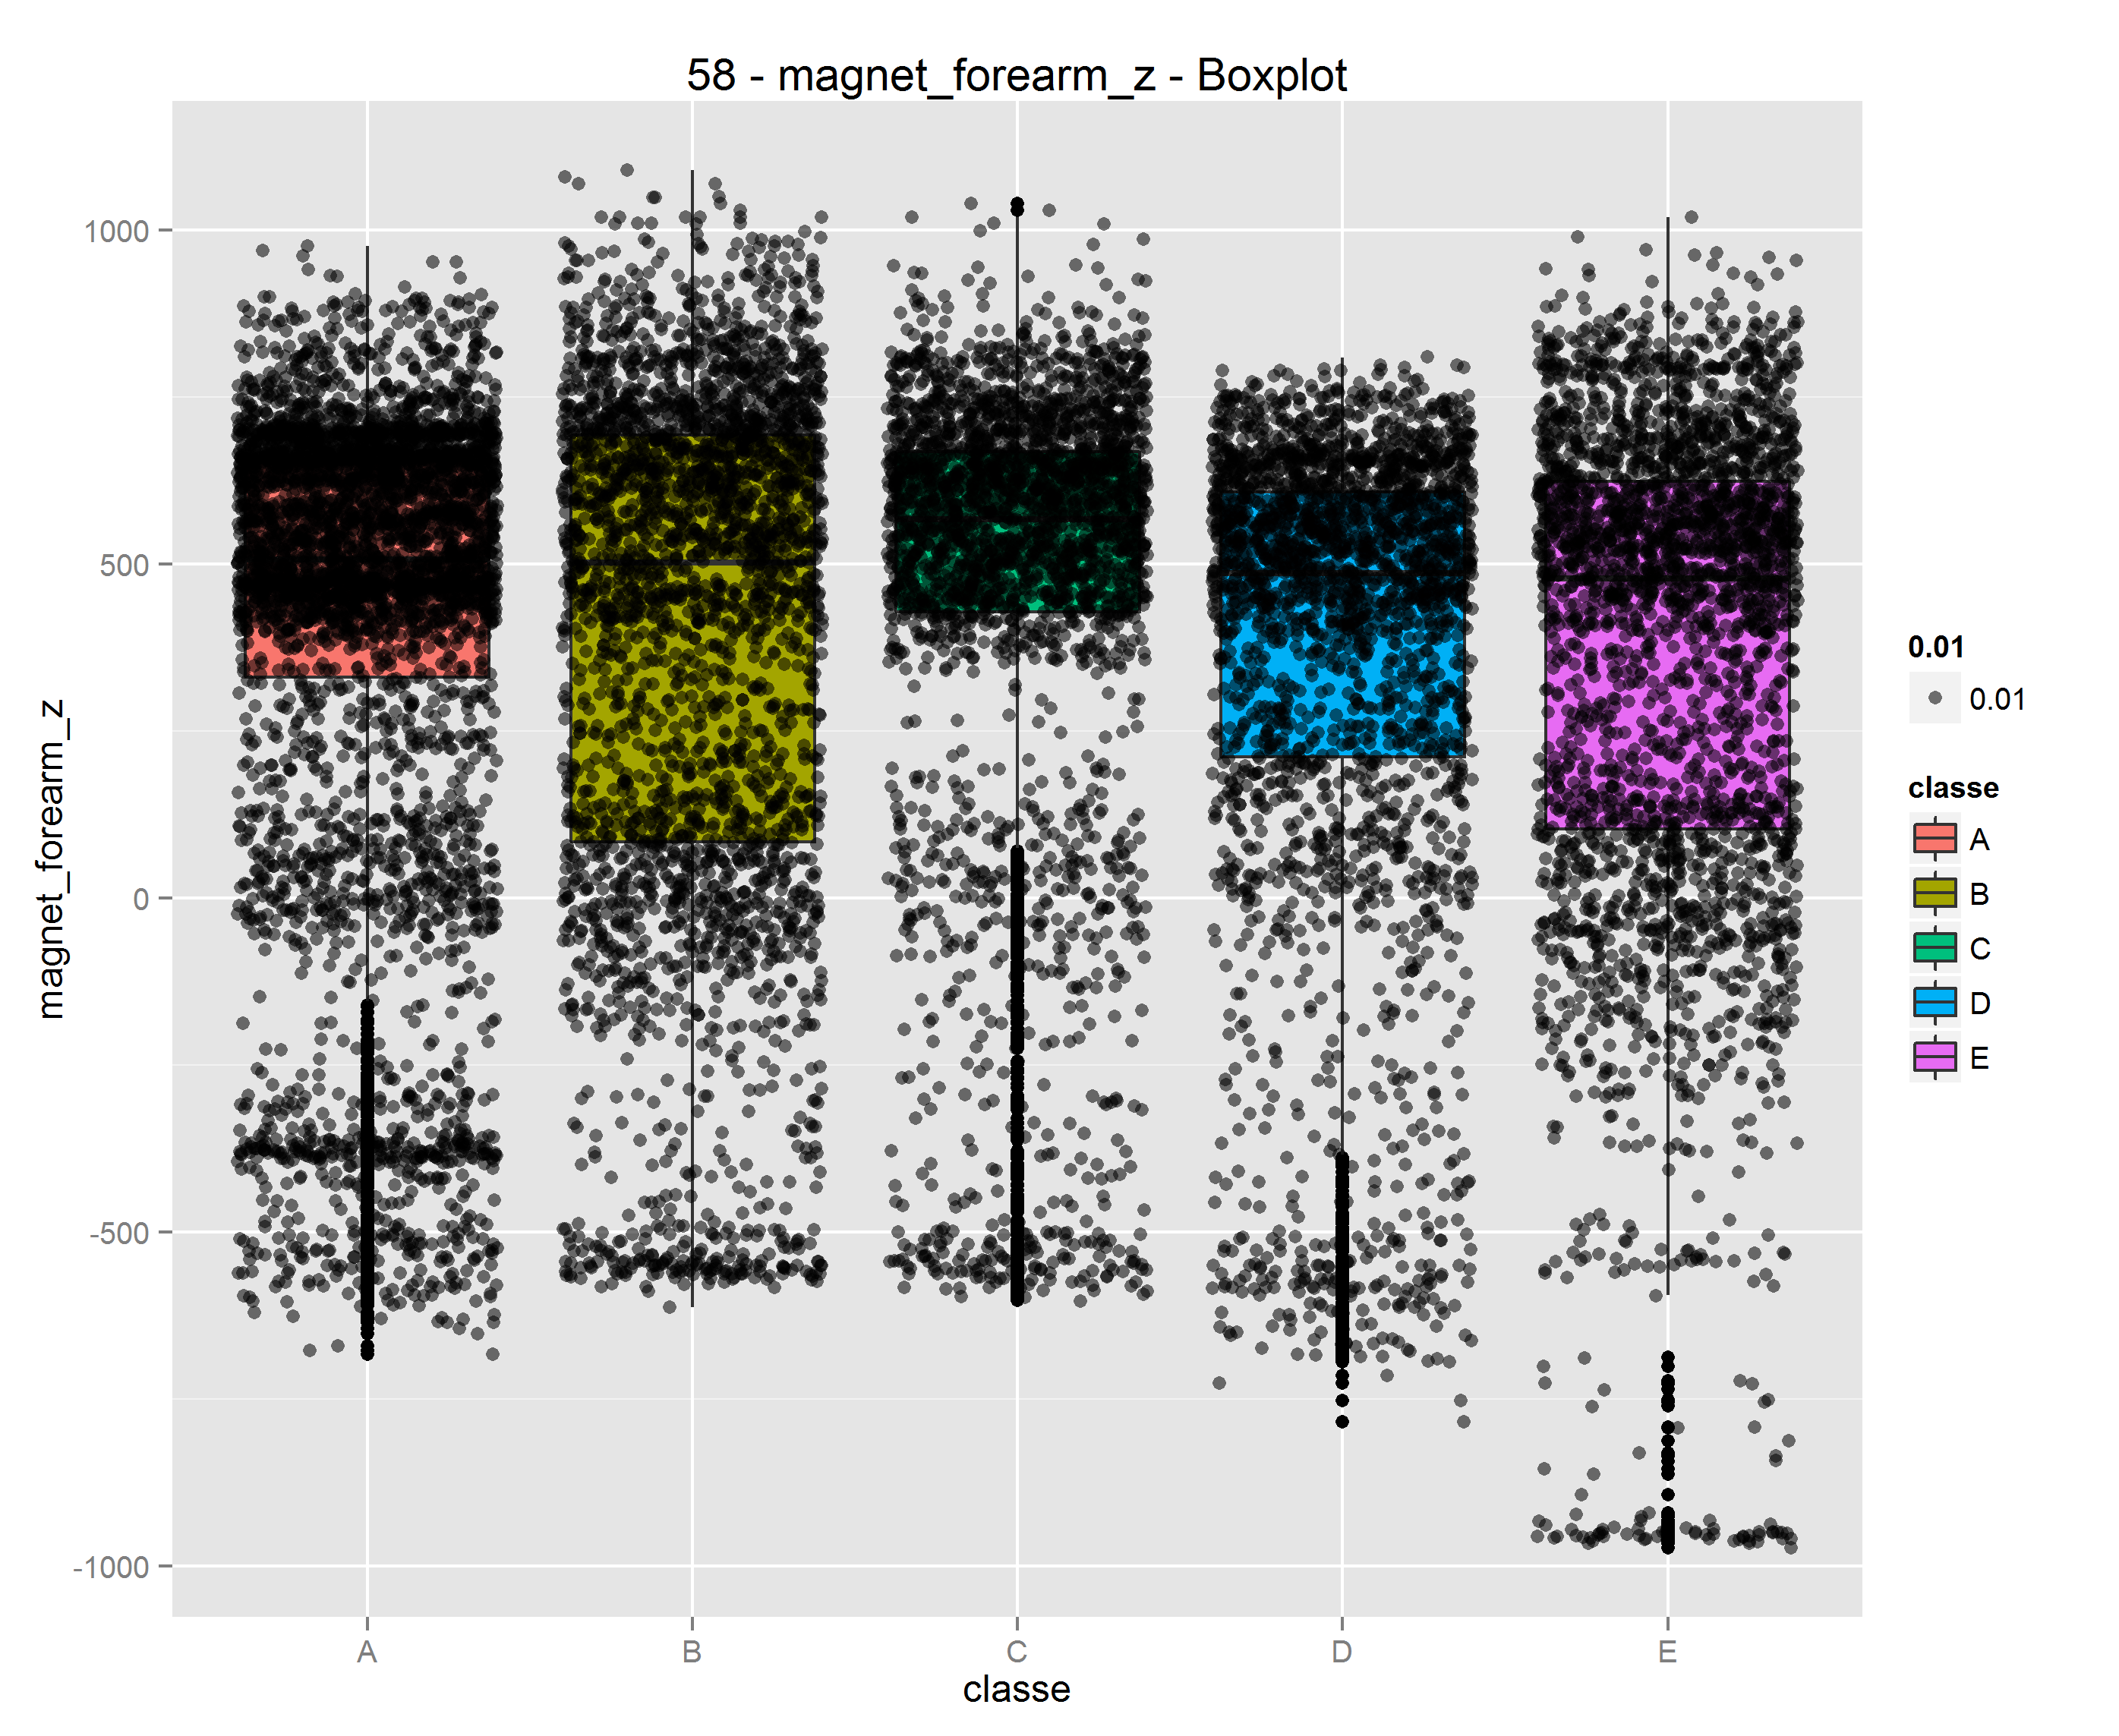 58 - magnet_forearm_z - Boxplot
magnet_forearm_z
1000
500
0
-500
-1000
A B C D E
classe
0.01
0.01
classe
A
B
C
D
E